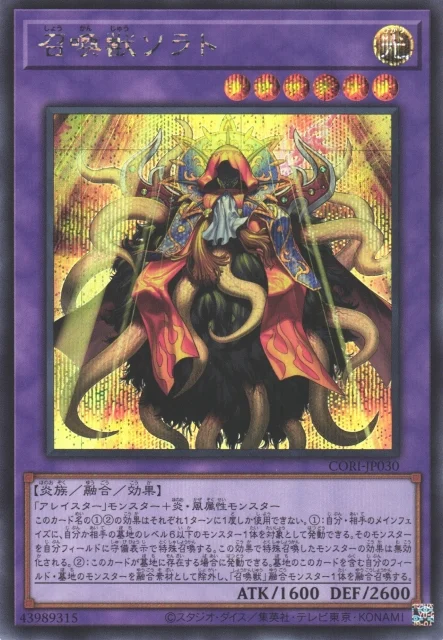 召喚獣ソラト
光
CORI-JP030
【炎族／融合／効果】
「アレイスター」モンスター＋炎・風属性モンスター
このカード名の①②の効果はそれぞれ1ターンに1度しか使用できない。①：自分・相手のメインフェ
イズに、自分か相手の墓地のレベル6以下のモンスター1体を対象として発動できる。そのモンスター
を自分フィールドに守備表示で特殊召喚する。この効果で特殊召喚したモンスターの効果は無効
化される。②：このカードが墓地に存在する場合に発動できる。墓地のこのカードを含む自分のフィー
ルド・墓地のモンスターを融合素材として除外し、「召喚獣」融合モンスター1体を融合召喚する。
ATK/1600 DEF/2600
43989315
©スタジオ・ダイス／集英社・テレビ東京・KONAMI